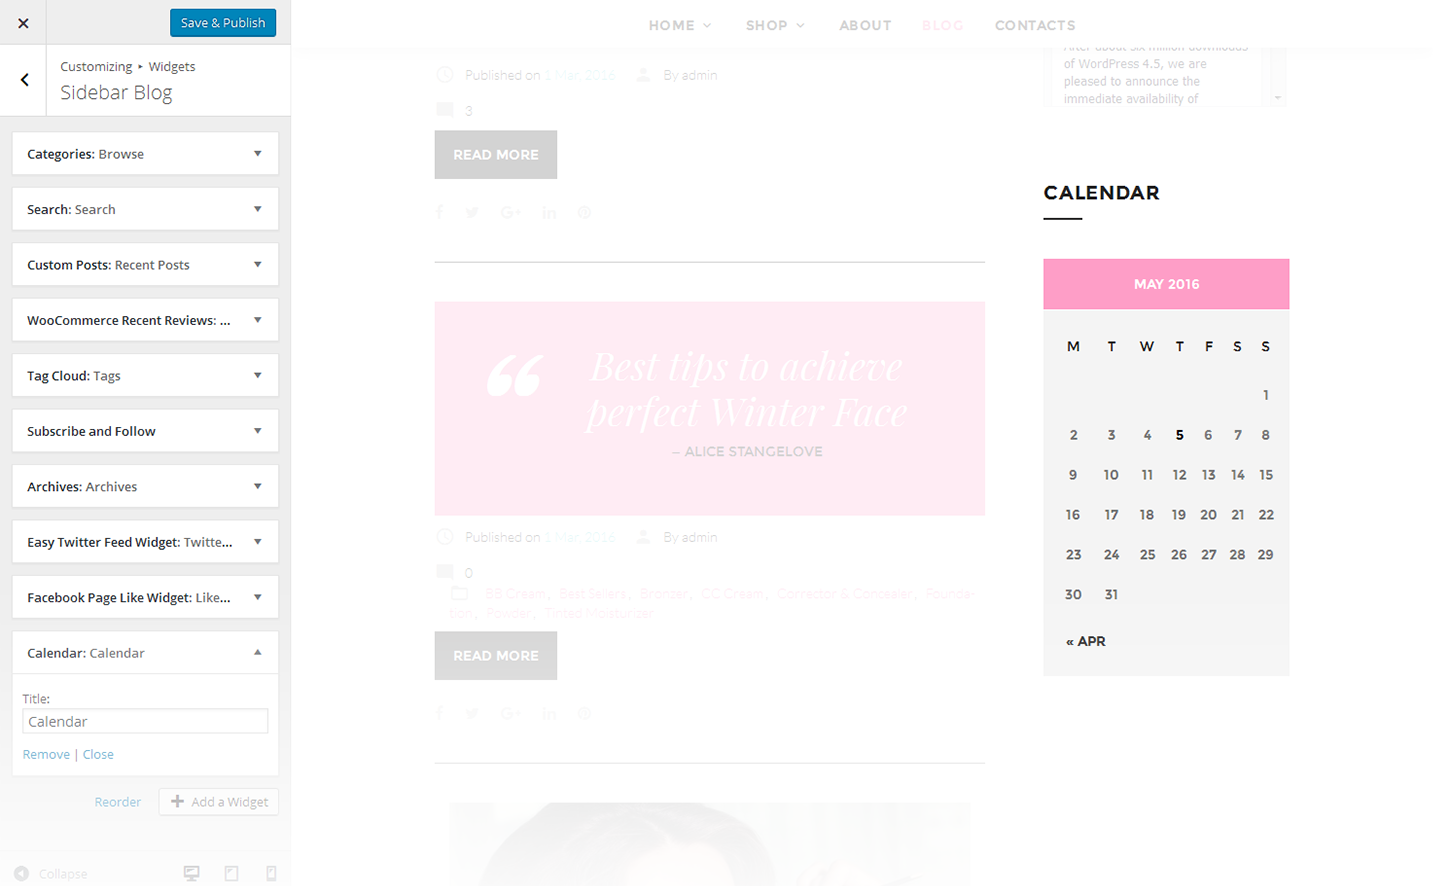 Save & Publish
Customizing ▸ Widgets
Sidebar Blog
Categories: Browse
Search: Search
Custom Posts: Recent Posts
WooCommerce Recent Reviews: ...
Tag Cloud: Tags
Subscribe and Follow
Archives: Archives
Easy Twitter Feed Widget: Twitte...
Facebook Page Like Widget: Like...
Calendar: Calendar
Title:
Calendar
Remove | Close
Reorder
Add a Widget
Collapse
HOME SHOP ABOUT BLOG CONTACTS
Published on 1 Mar, 2016 By admin
3
READ MORE
“ Best tips to achieve
perfect Winter Face
– ALICE STANGELOVE
Published on 1 Mar, 2016 By admin
0
BB Cream, Best Sellers, Bronzer, CC Cream, Corrector & Concealer, Founda-
tion, Powder, Tinted Moisturizer
READ MORE
After about six million downloads
of WordPress 4.5, we are
pleased to announce the
immediate availability of
CALENDAR
MAY 2016
M T W T F S S
1
2 3 4 5 6 7 8
9 10 11 12 13 14 15
16 17 18 19 20 21 22
23 24 25 26 27 28 29
30 31
« APR